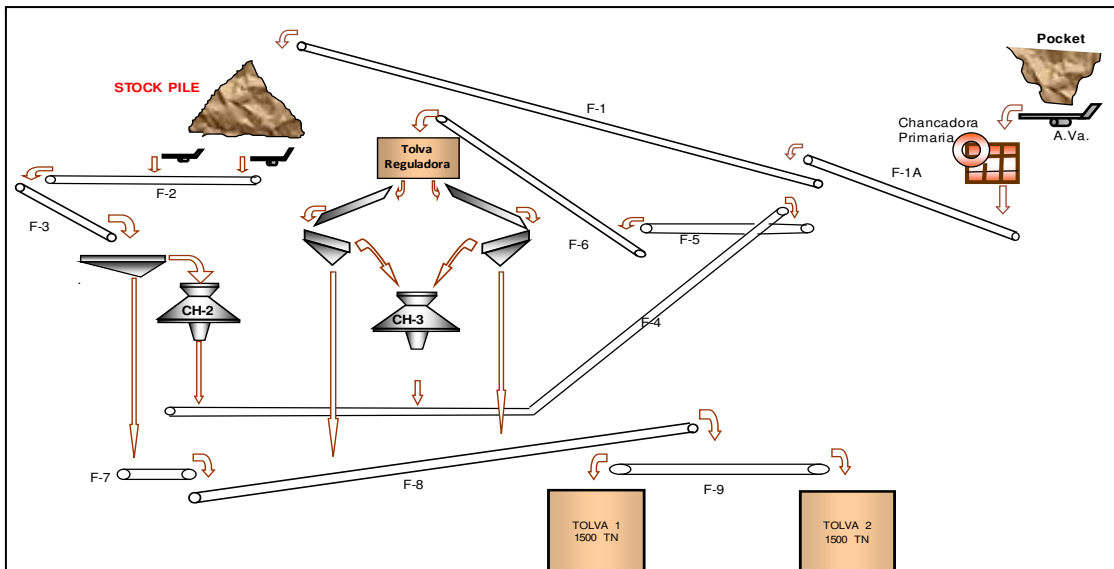 Pocket
STOCK PILE
F-1
Chancadora
Primaria
A.Va.
Tolva
Reguladora
F-1A
F-2
F-3
F-6
F-5
CH-2
CH-3
F-4
F-7
F-8
F-9
TOLVA 1
1500 TN
TOLVA 2
1500 TN